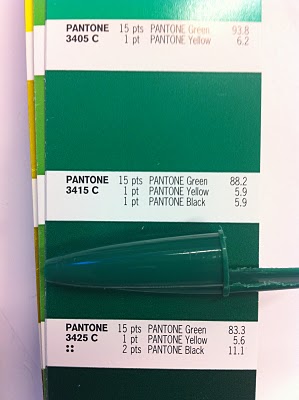 PANTONE 15 pts PANTONE Green 93.8
3405 C 1 pt PANTONE Yellow 6.2
PANTONE 15 pts PANTONE Green 88.2
3415 C 1 pt PANTONE Yellow 5.9
1 pt PANTONE Black 5.9
PANTONE 15 pts PANTONE Green 83.3
3425 C 1 pt PANTONE Yellow 5.6
2 pts PANTONE Black 11.1